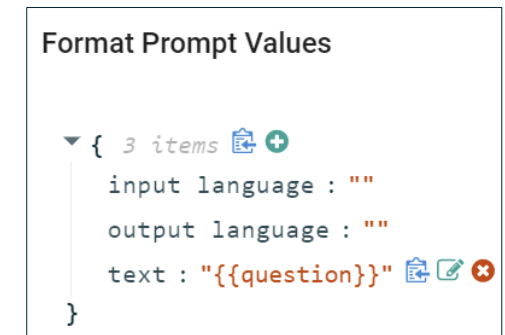 Format Prompt Values
{ 3 items
input language : ""
output language : ""
text : "{{question}}"
}